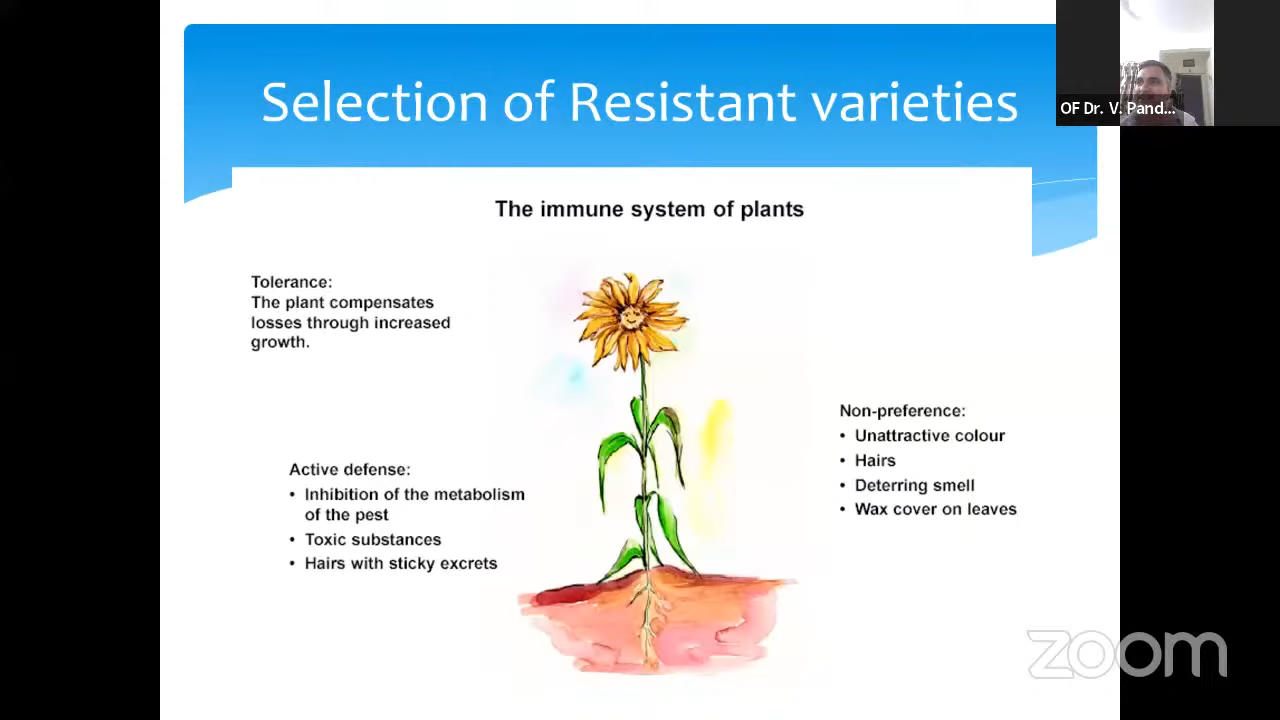 Selection of Resistant varieties
OF Dr. V. Pand...
The immune system of plants
Tolerance:
The plant compensates
losses through increased
growth.
Non-preference:
• Unattractive colour
• Hairs
• Deterring smell
• Wax cover on leaves
Active defense:
• Inhibition of the metabolism
of the pest
• Toxic substances
• Hairs with sticky excrets
zoom